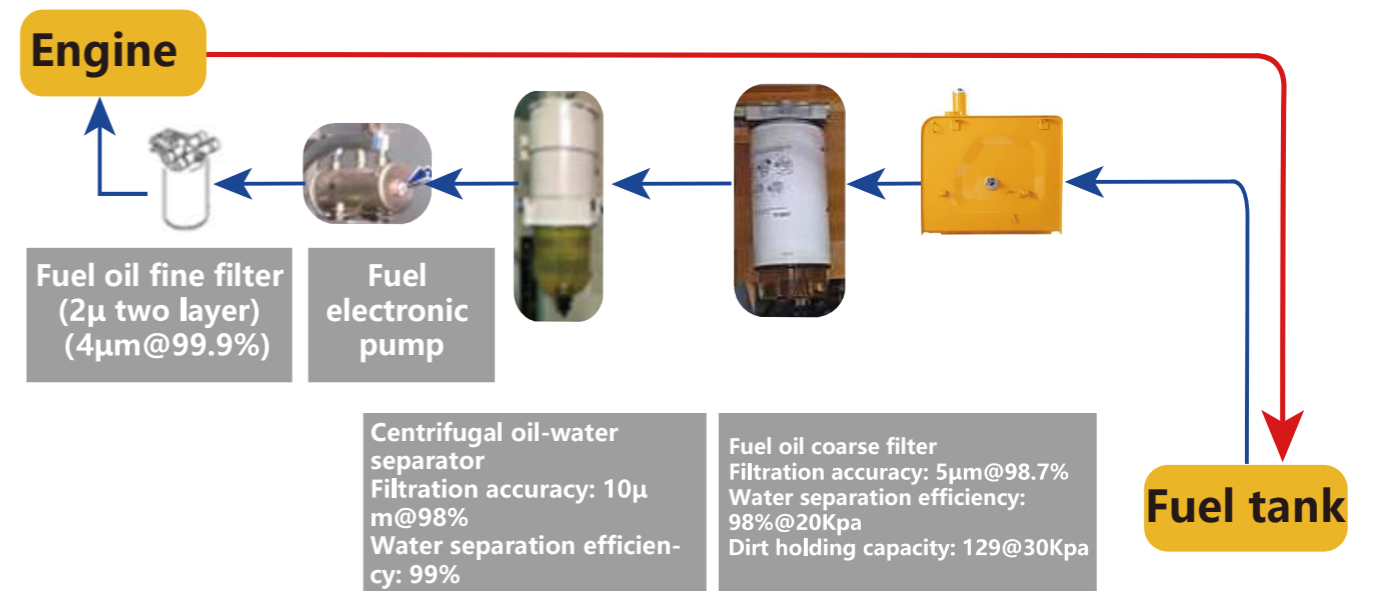 Engine
Fuel oil fine filter
(2μ two layer)
(4μm@99.9%)
Fuel
electronic
pump
Centrifugal oil-water
separator
Filtration accuracy: 10μ
m@98%
Water separation efficien-
cy: 99%
Fuel oil coarse filter
Filtration accuracy: 5μm@98.7%
Water separation efficiency:
98%@20Kpa
Dirt holding capacity: 129@30Kpa
Fuel tank